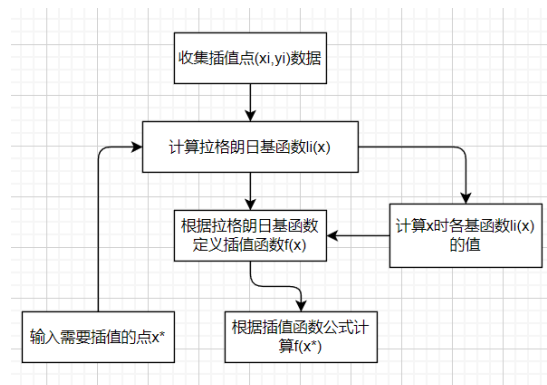 收集插值点(xi,yi)数据
计算拉格朗日基函数li(x)
根据拉格朗日基函数
定义插值函数f(x)
计算x时各基函数li(x)
的值
输入需要插值的点x*
根据插值函数公式计
算f(x*)